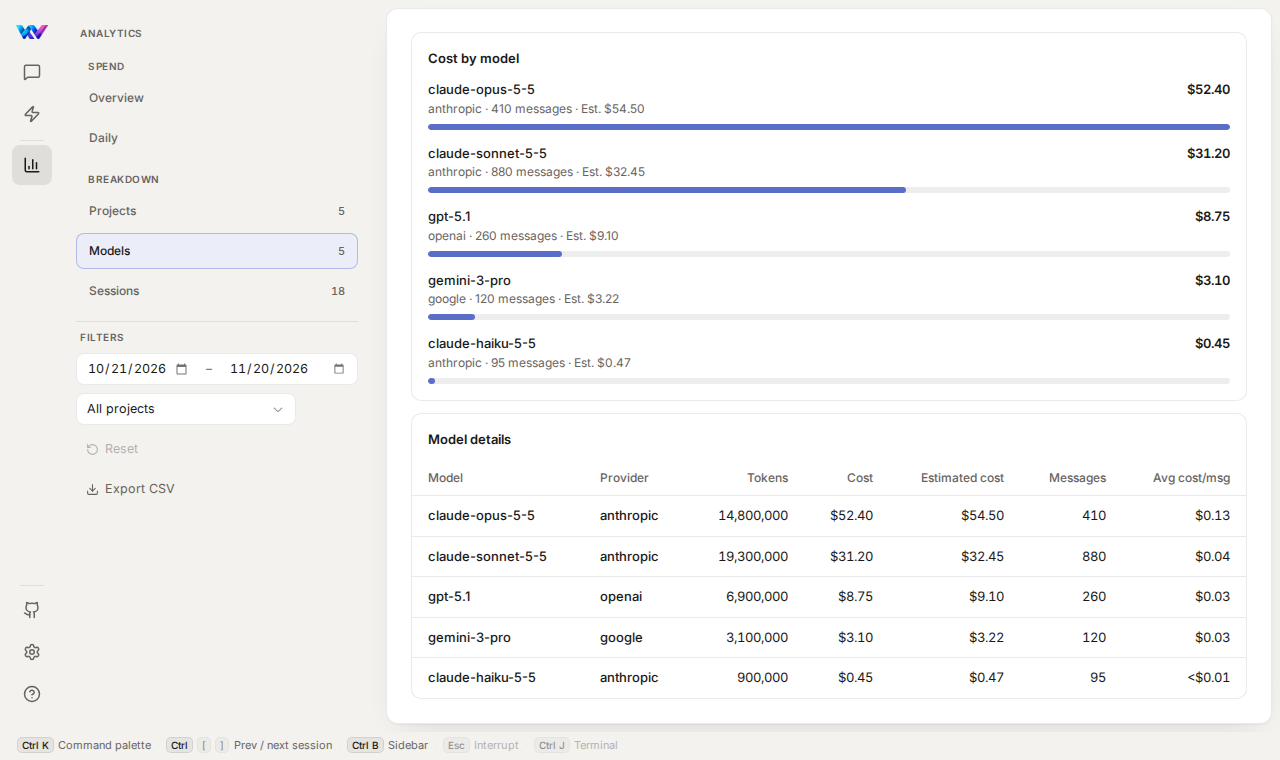 ANALYTICS
SPEND
Overview
Daily
BREAKDOWN
Projects 5
Models 5
Sessions 18
FILTERS
10/21/2026 – 11/20/2026
All projects
Reset
Export CSV
Cost by model
claude-opus-5-5 $52.40
anthropic · 410 messages · Est. $54.50
claude-sonnet-5-5 $31.20
anthropic · 880 messages · Est. $32.45
gpt-5.1 $8.75
openai · 260 messages · Est. $9.10
gemini-3-pro $3.10
google · 120 messages · Est. $3.22
claude-haiku-5-5 $0.45
anthropic · 95 messages · Est. $0.47
Model details
Model Provider Tokens Cost Estimated cost Messages Avg cost/msg
claude-opus-5-5 anthropic 14,800,000 $52.40 $54.50 410 $0.13
claude-sonnet-5-5 anthropic 19,300,000 $31.20 $32.45 880 $0.04
gpt-5.1 openai 6,900,000 $8.75 $9.10 260 $0.03
gemini-3-pro google 3,100,000 $3.10 $3.22 120 $0.03
claude-haiku-5-5 anthropic 900,000 $0.45 $0.47 95 <$0.01
Ctrl K Command palette Ctrl [ ] Prev / next session Ctrl B Sidebar Esc Interrupt Ctrl J Terminal